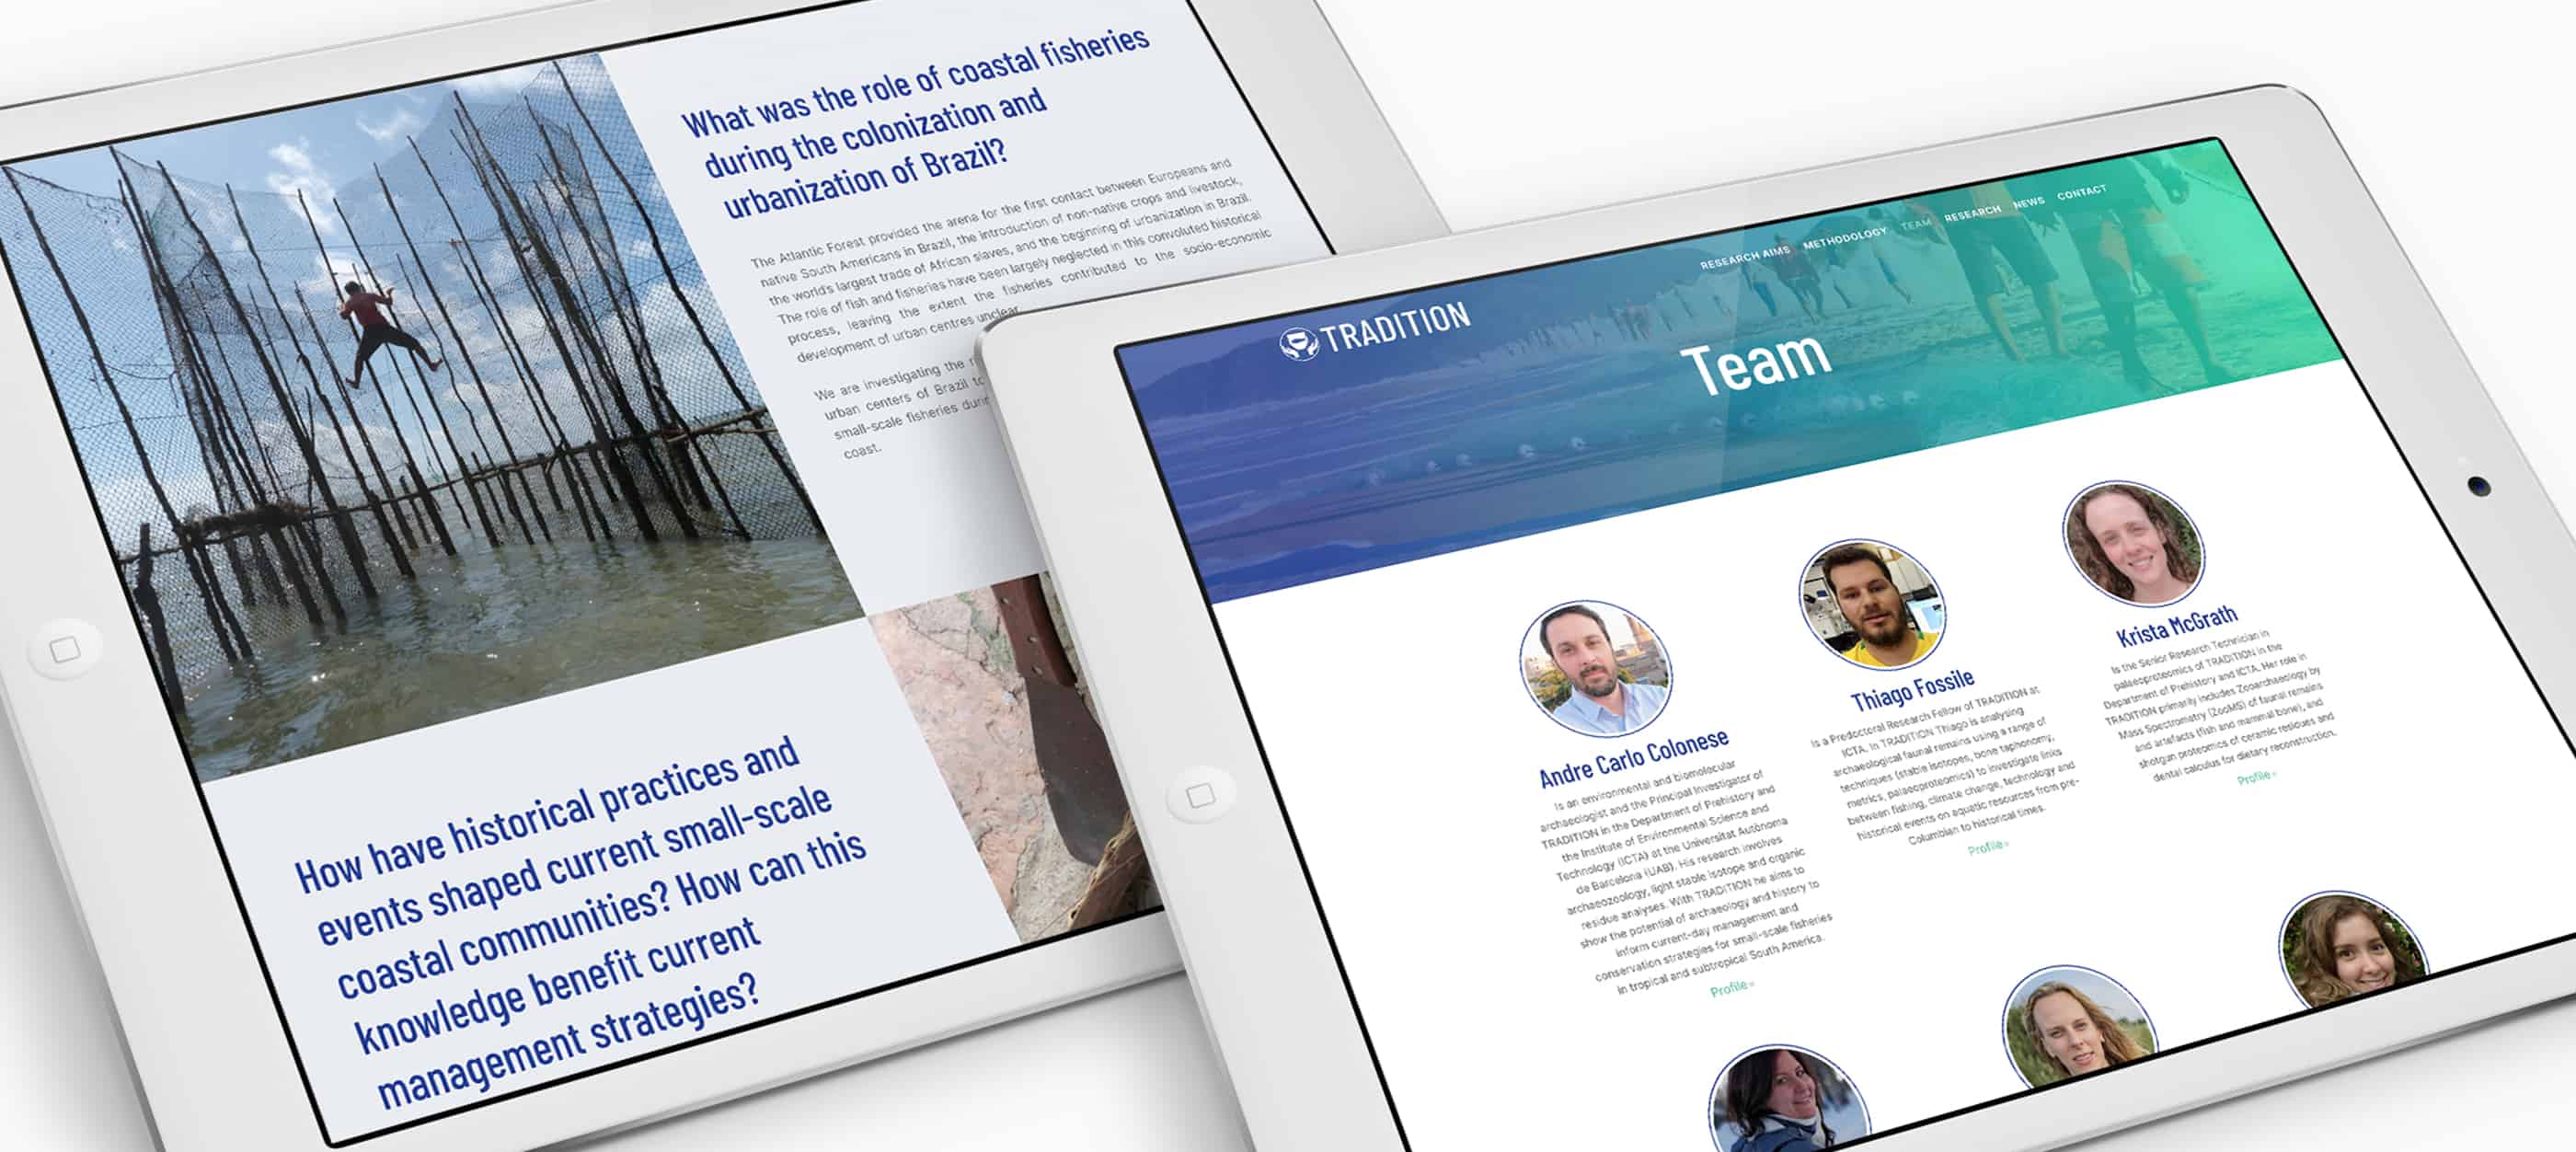 What was the role of coastal fisheries
during the colonization and
urbanization of Brazil?
The Atlantic Forest provided the arena for the first contact between Europeans and
native South Americans in Brazil, the introduction of non-native crops and livestock,
the world's largest trade of African slaves, and the beginning of urbanization in Brazil.
The role of fish and fisheries have been largely neglected in this convoluted historical
process, leaving the extent the fisheries contributed to the socio-economic
development of urban centres unclear.
We are investigating the
urban centers of Brazil to
small-scale fisheries durin
coast.
How have historical practices and
events shaped current small-scale
coastal communities? How can this
knowledge benefit current
management strategies?
TRADITION
RESEARCH AIMS METHODOLOGY TEAM RESEARCH NEWS CONTACT
Team
Andre Carlo Colonese
Is an environmental and biomolecular
archaeologist and the Principal Investigator of
TRADITION in the Department of Prehistory and
the Institute of Environmental Science and
Technology (ICTA) at the Universitat Autònoma
de Barcelona (UAB). His research involves
archaeozoology, light stable isotope and organic
residue analyses. With TRADITION he aims to
show the potential of archaeology and history to
inform current-day management and
conservation strategies for small-scale fisheries
in tropical and subtropical South America.
Profile»
Thiago Fossile
Is a Predoctoral Research Fellow of TRADITION at
ICTA. In TRADITION Thiago is analysing
archaeological faunal remains using a range of
techniques (stable isotopes, bone taphonomy,
metrics, palaeoproteomics) to investigate links
between fishing, climate change, technology and
historical events on aquatic resources from pre-
Columbian to historical times.
Profile»
Krista McGrath
Is the Senior Research Technician in
palaeoproteomics of TRADITION in the
Department of Prehistory and ICTA. Her role in
TRADITION primarily includes Zooarchaeology by
Mass Spectrometry (ZooMS) of faunal remains
and artefacts (fish and mammal bone), and
shotgun proteomics of ceramic residues and
dental calculus for dietary reconstruction.
Profile»